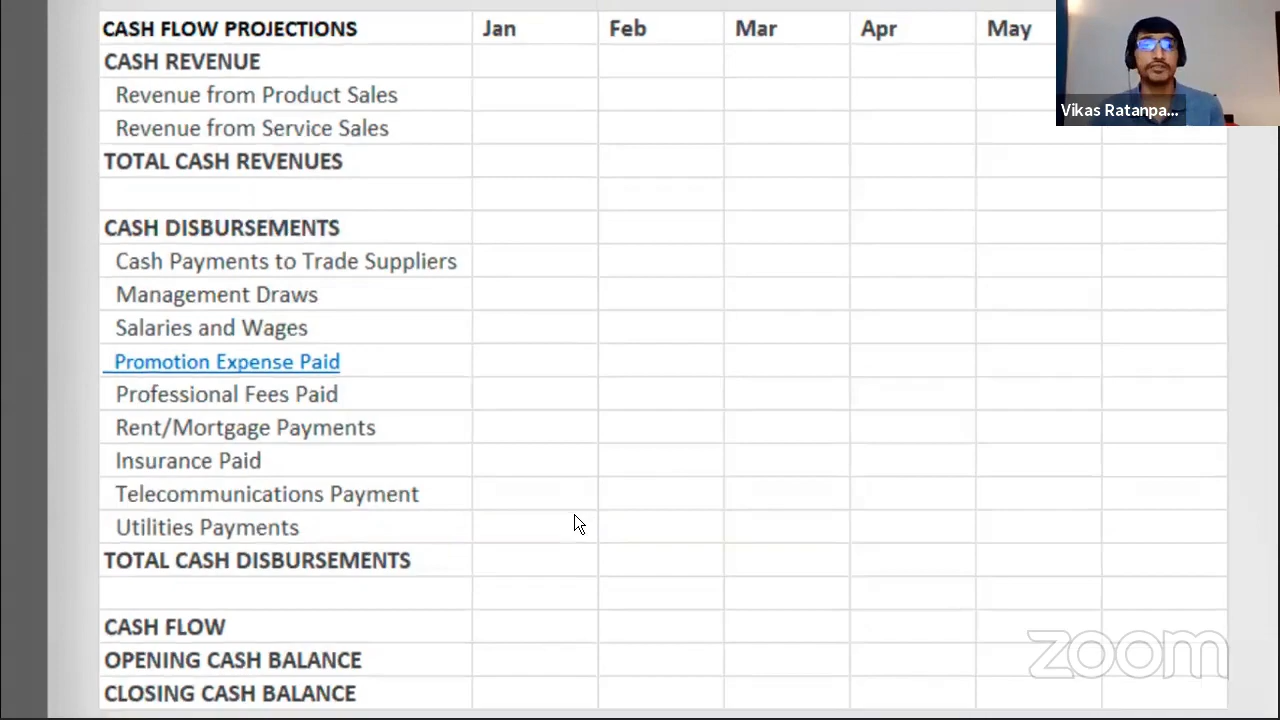 CASH FLOW PROJECTIONS Jan Feb Mar Apr May
CASH REVENUE
Revenue from Product Sales
Revenue from Service Sales
TOTAL CASH REVENUES
CASH DISBURSEMENTS
Cash Payments to Trade Suppliers
Management Draws
Salaries and Wages
Promotion Expense Paid
Professional Fees Paid
Rent/Mortgage Payments
Insurance Paid
Telecommunications Payment
Utilities Payments
TOTAL CASH DISBURSEMENTS
CASH FLOW
OPENING CASH BALANCE
CLOSING CASH BALANCE
Vikas Ratanpa...
zoom